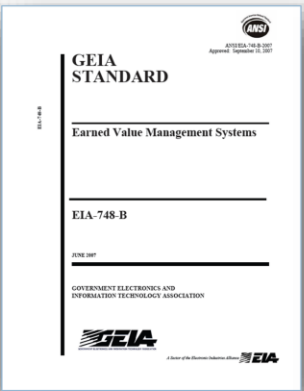 ANSI
ANSI/EIA-748-B-2007
Approved: September 10, 2007
GEIA
STANDARD
EIA-748-B
Earned Value Management Systems
EIA-748-B
JUNE 2007
GOVERNMENT ELECTRONICS AND
INFORMATION TECHNOLOGY ASSOCIATION
GEIA
A Sector of the Electronic Industries Alliance
EIA